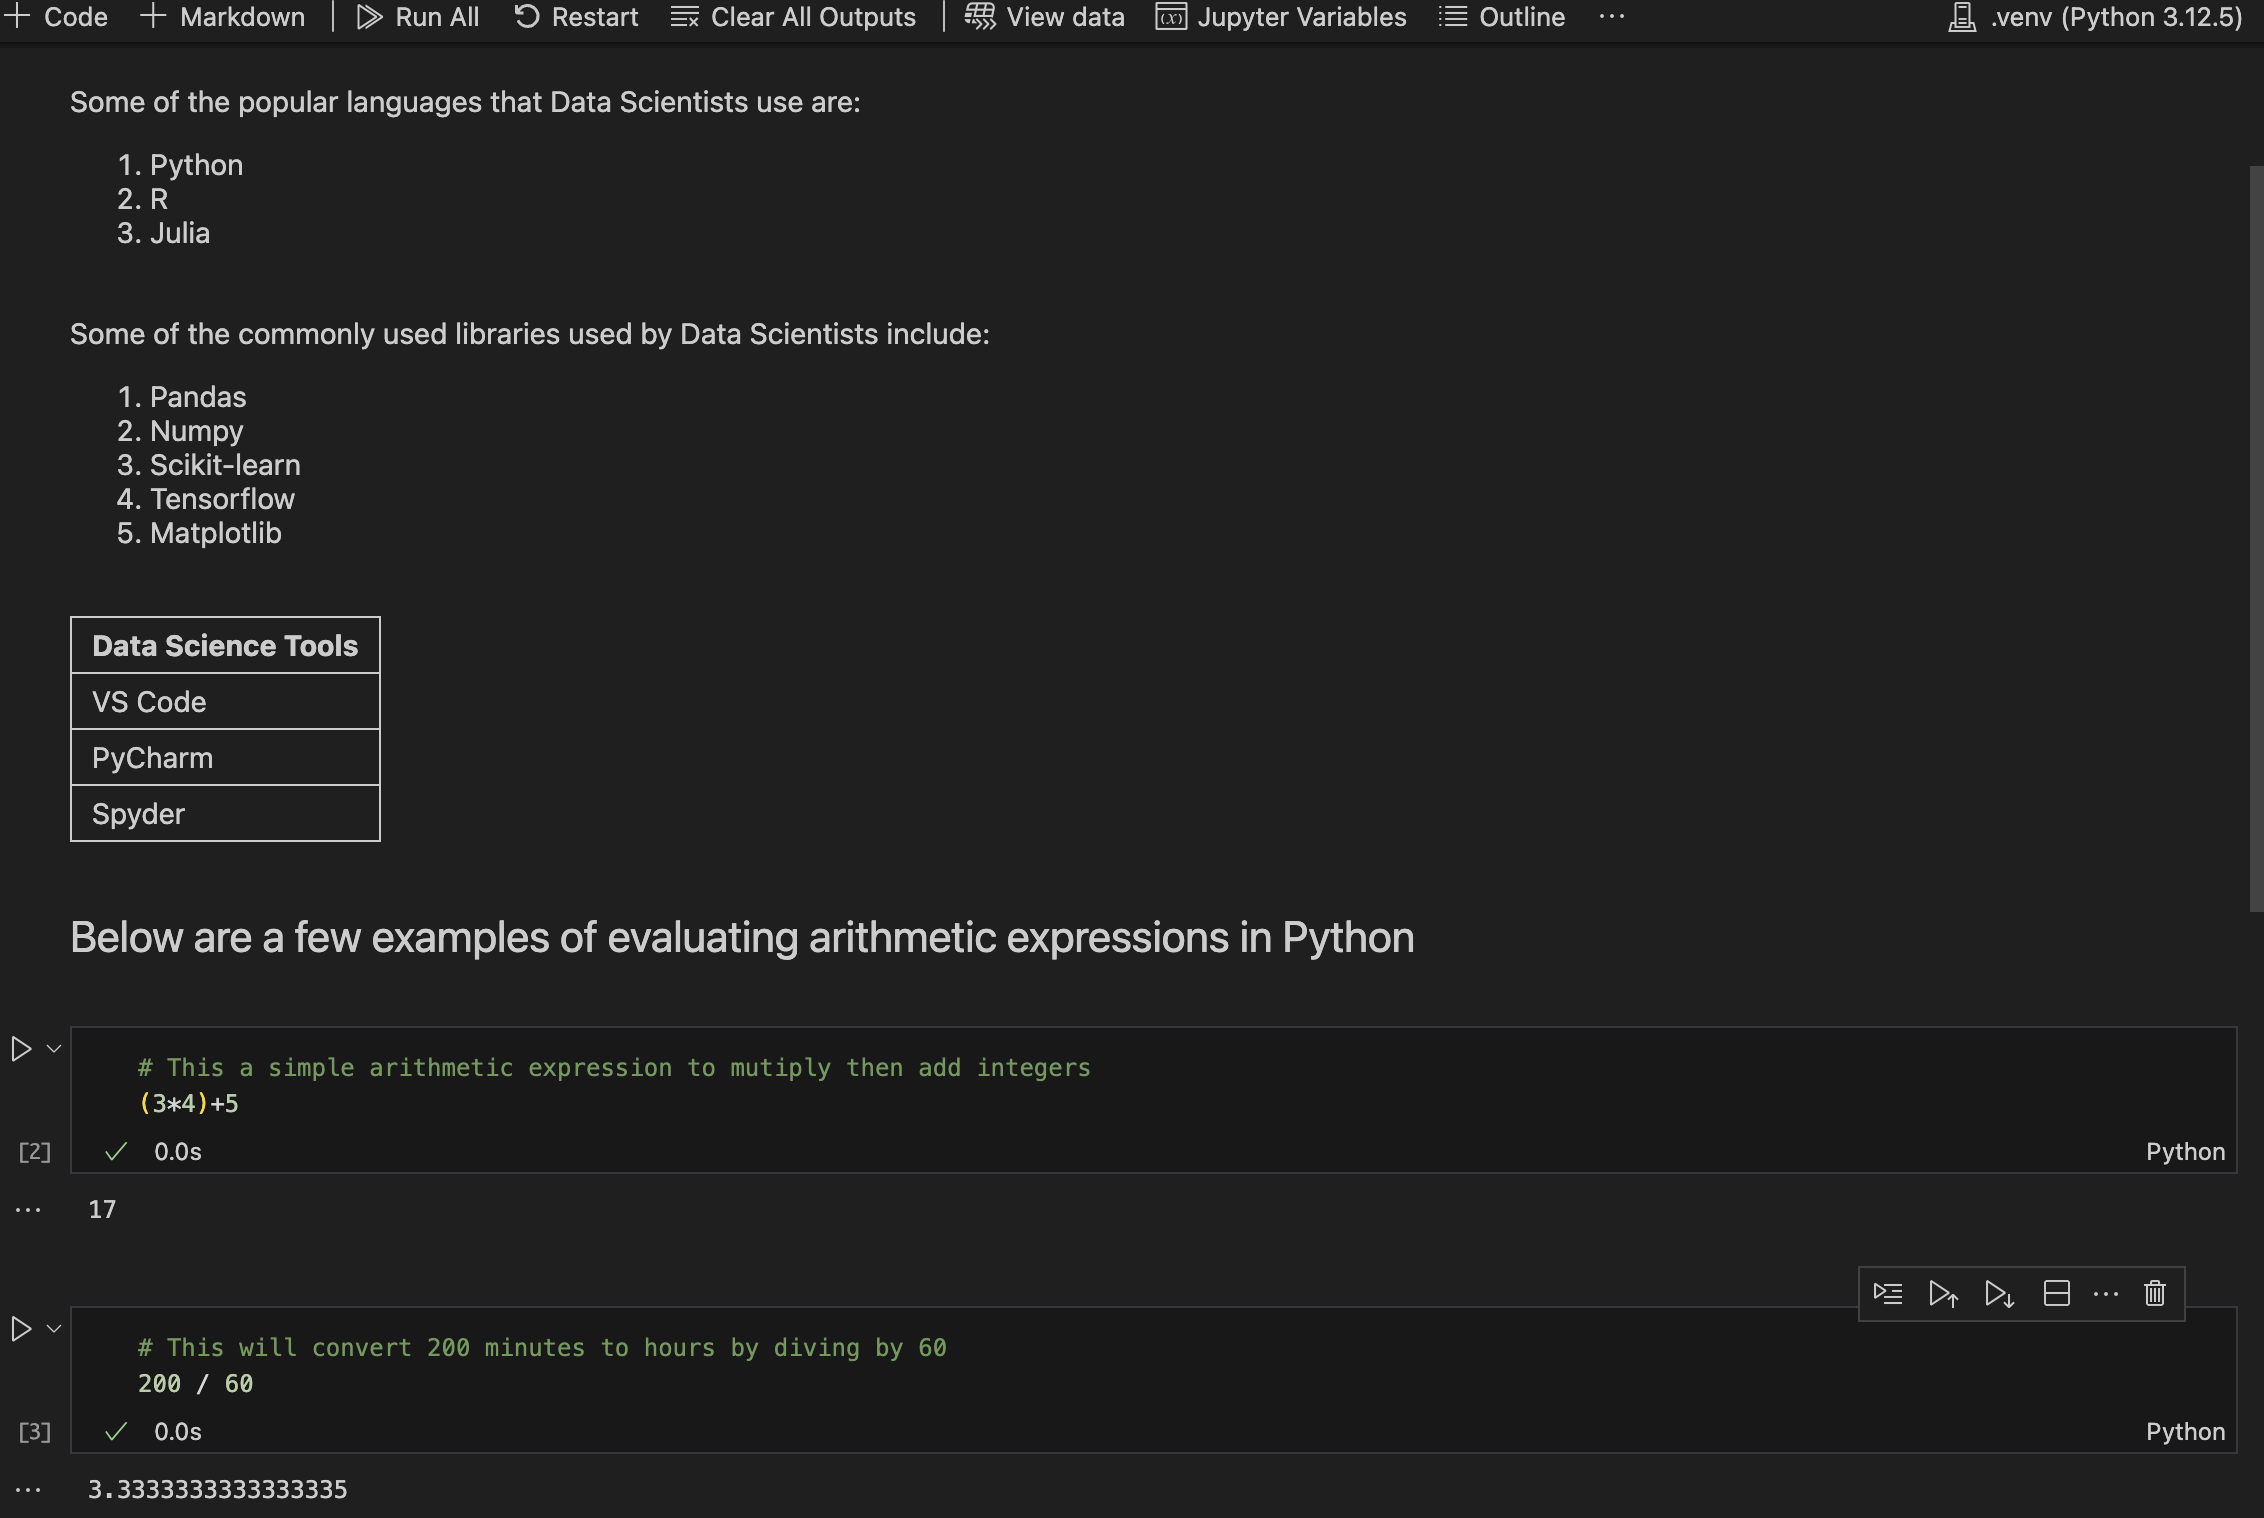 Code Markdown Run All Restart Clear All Outputs View data Jupyter Variables Outline ... .venv (Python 3.12.5)
Some of the popular languages that Data Scientists use are:
1. Python
2. R
3. Julia
Some of the commonly used libraries used by Data Scientists include:
1. Pandas
2. Numpy
3. Scikit-learn
4. Tensorflow
5. Matplotlib
Data Science Tools
VS Code
PyCharm
Spyder
Below are a few examples of evaluating arithmetic expressions in Python
# This a simple arithmetic expression to mutiply then add integers
(3*4)+5
[2] 0.0s Python
... 17
# This will convert 200 minutes to hours by diving by 60
200 / 60
[3] 0.0s Python
... 3.3333333333333335